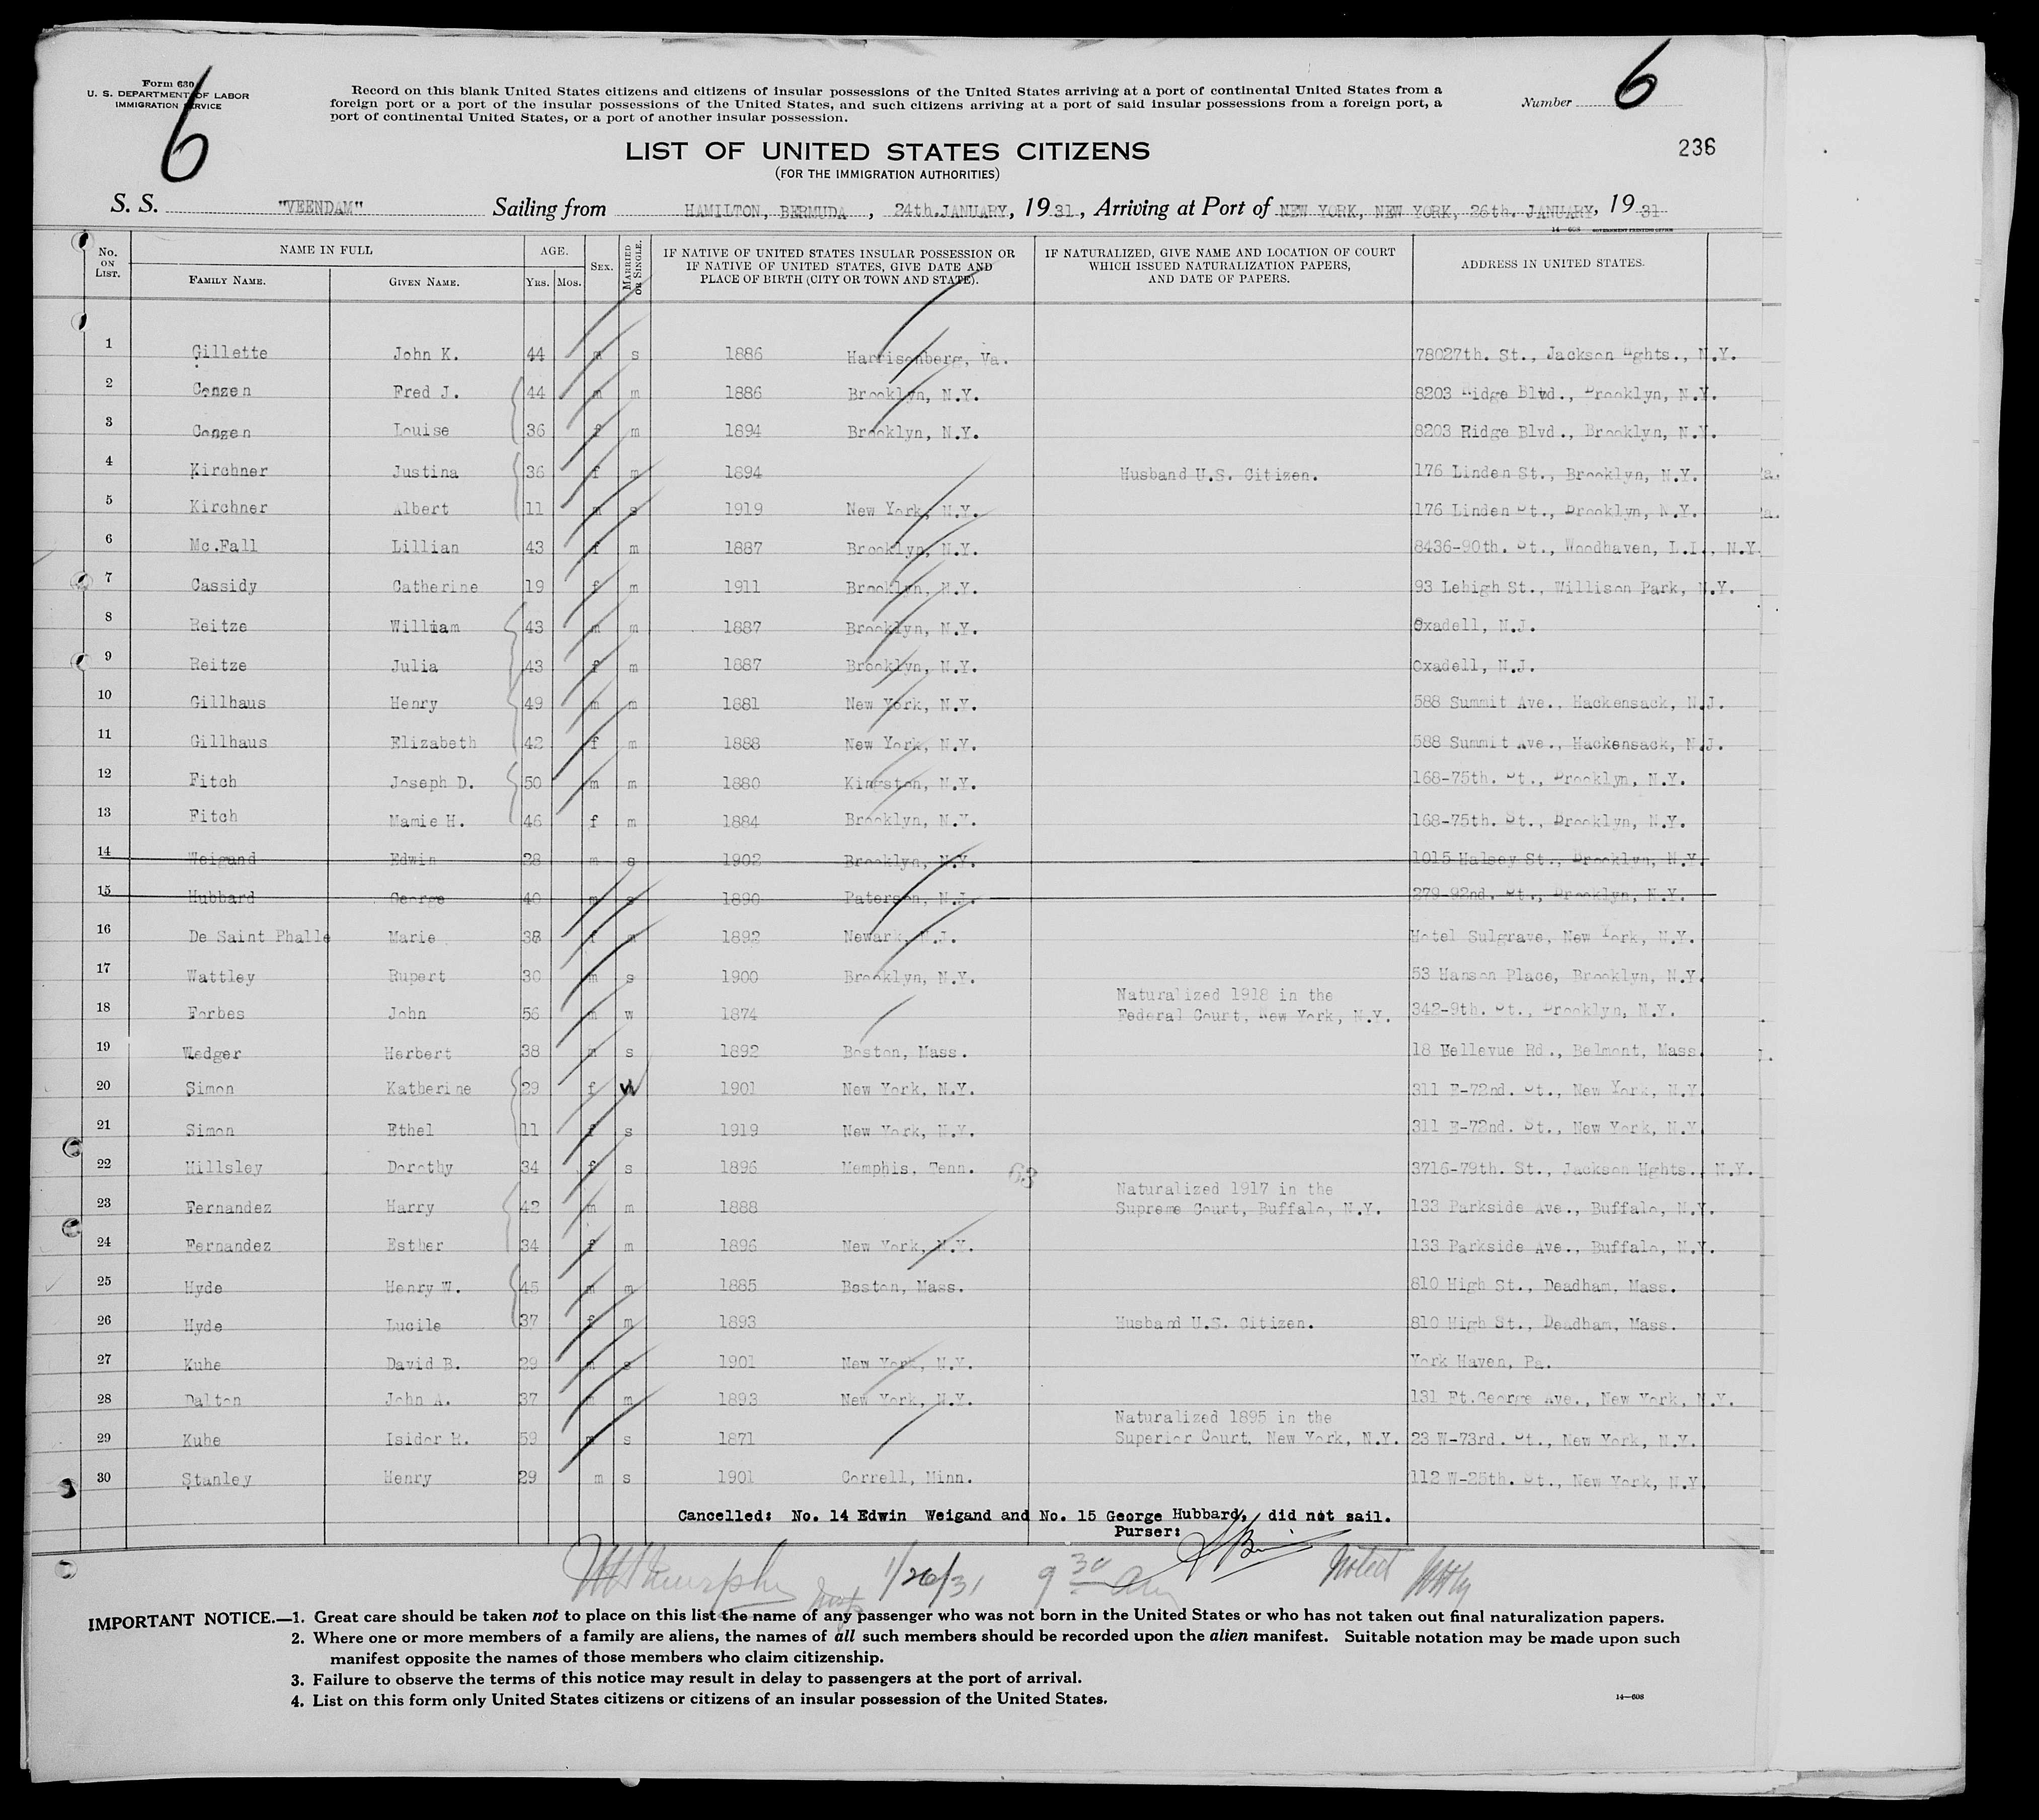 Form 630
U. S. DEPARTMENT OF LABOR
IMMIGRATION SERVICE
6
Record on this blank United States citizens and citizens of insular possessions of the United States arriving at a port of continental United States from a
foreign port or a port of the insular possessions of the United States, and such citizens arriving at a port of said insular possessions from a foreign port, a
port of continental United States, or a port of another insular possession.
Number 6
236
LIST OF UNITED STATES CITIZENS
(FOR THE IMMIGRATION AUTHORITIES)
S. S. "VEENDAM" Sailing from HAMILTON, BERMUDA, 24th.JANUARY, 1931, Arriving at Port of NEW YORK, NEW YORK, 26th. JANUARY, 1931
14—608 GOVERNMENT PRINTING OFFICE
No. ON LIST. NAME IN FULL FAMILY NAME. GIVEN NAME. AGE. YRS. MOS. SEX. MARRIED OR SINGLE. IF NATIVE OF UNITED STATES INSULAR POSSESSION OR IF NATIVE OF UNITED STATES, GIVE DATE AND PLACE OF BIRTH (CITY OR TOWN AND STATE). IF NATURALIZED, GIVE NAME AND LOCATION OF COURT WHICH ISSUED NATURALIZATION PAPERS, AND DATE OF PAPERS. ADDRESS IN UNITED STATES.
1 Gillette John K. 44 m s 1886 Harrisonberg, Va. 78027th. St., Jackson Hghts., N.Y.
2 Conzen Fred J. 44 m m 1886 Brooklyn, N.Y. 8203 Ridge Blvd., Brooklyn, N.Y.
3 Conzen Louise 36 f m 1894 Brooklyn, N.Y. 8203 Ridge Blvd., Brooklyn, N.Y.
4 Kirchner Justina 36 f m 1894 Husband U.S. Citizen. 176 Linden St., Brooklyn, N.Y.
5 Kirchner Albert 11 m s 1919 New York, N.Y. 176 Linden St., Brooklyn, N.Y.
6 Mc.Fall Lillian 43 f m 1887 Brooklyn, N.Y. 8436-90th. St., Woodhaven, L.I., N.Y.
7 Cassidy Catherine 19 f m 1911 Brooklyn, N.Y. 93 Lehigh St., Willison Park, N.Y.
8 Reitze William 43 m m 1887 Brooklyn, N.Y. Oxadell, N.J.
9 Reitze Julia 43 f m 1887 Brooklyn, N.Y. Oxadell, N.J.
10 Gillhaus Henry 49 m m 1881 New York, N.Y. 588 Summit Ave., Hackensack, N.J.
11 Gillhaus Elizabeth 42 f m 1888 New York, N.Y. 588 Summit Ave., Hackensack, N.J.
12 Fitch Joseph D. 50 m m 1880 Kingston, N.Y. 168-75th. St., Brooklyn, N.Y.
13 Fitch Mamie H. 46 f m 1884 Brooklyn, N.Y. 168-75th. St., Brooklyn, N.Y.
14 Weigand Edwin 28 m s 1902 Brooklyn, N.Y. 1015 Halsey St., Brooklyn, N.Y.
15 Hubbard George 40 m s 1890 Paterson, N.J. 279-92nd. St., Brooklyn, N.Y.
16 De Saint Phalle Marie 38 f m 1892 Newark, N.J. Hotel Sulgrave, New York, N.Y.
17 Wattley Rupert 30 m s 1900 Brooklyn, N.Y. 53 Hanson Place, Brooklyn, N.Y.
18 Forbes John 56 m w 1874 Naturalized 1918 in the Federal Court, New York, N.Y. 342-9th. St., Brooklyn, N.Y.
19 Wedger Herbert 38 m s 1892 Boston, Mass. 18 Bellevue Rd., Belmont, Mass.
20 Simon Katherine 29 f W 1901 New York, N.Y. 311 E-72nd. St., New York, N.Y.
21 Simon Ethel 11 f s 1919 New York, N.Y. 311 E-72nd. St., New York, N.Y.
22 Hillsley Dorothy 34 f s 1896 Memphis, Tenn. 63 3716-79th. St., Jackson Hghts., N.Y.
23 Fernandez Harry 42 m m 1888 Naturalized 1917 in the Supreme Court, Buffalo, N.Y. 133 Parkside Ave., Buffalo, N.Y.
24 Fernandez Esther 34 f m 1896 New York, N.Y. 133 Parkside Ave., Buffalo, N.Y.
25 Hyde Henry W. 45 m m 1885 Boston, Mass. 810 High St., Deadham, Mass.
26 Hyde Lucile 37 f m 1893 Husband U.S. Citizen. 810 High St., Deadham, Mass.
27 Kuhe David B. 29 m s 1901 New York, N.Y. York Haven, Pa.
28 Dalton John A. 37 m m 1893 New York, N.Y. 131 Ft.George Ave., New York, N.Y.
29 Kuhe Isidor R. 59 m s 1871 Naturalized 1895 in the Superior Court, New York, N.Y. 23 W-73rd. St., New York, N.Y.
30 Stanley Henry 29 m s 1901 Correll, Minn. 112 W-25th. St., New York, N.Y.
Cancelled: No. 14 Edwin Weigand and No. 15 George Hubbard, did not sail.
Purser:
1/26/31 9 30 am Noted
IMPORTANT NOTICE.—1. Great care should be taken not to place on this list the name of any passenger who was not born in the United States or who has not taken out final naturalization papers.
2. Where one or more members of a family are aliens, the names of all such members should be recorded upon the alien manifest. Suitable notation may be made upon such
manifest opposite the names of those members who claim citizenship.
3. Failure to observe the terms of this notice may result in delay to passengers at the port of arrival.
4. List on this form only United States citizens or citizens of an insular possession of the United States.
14—608